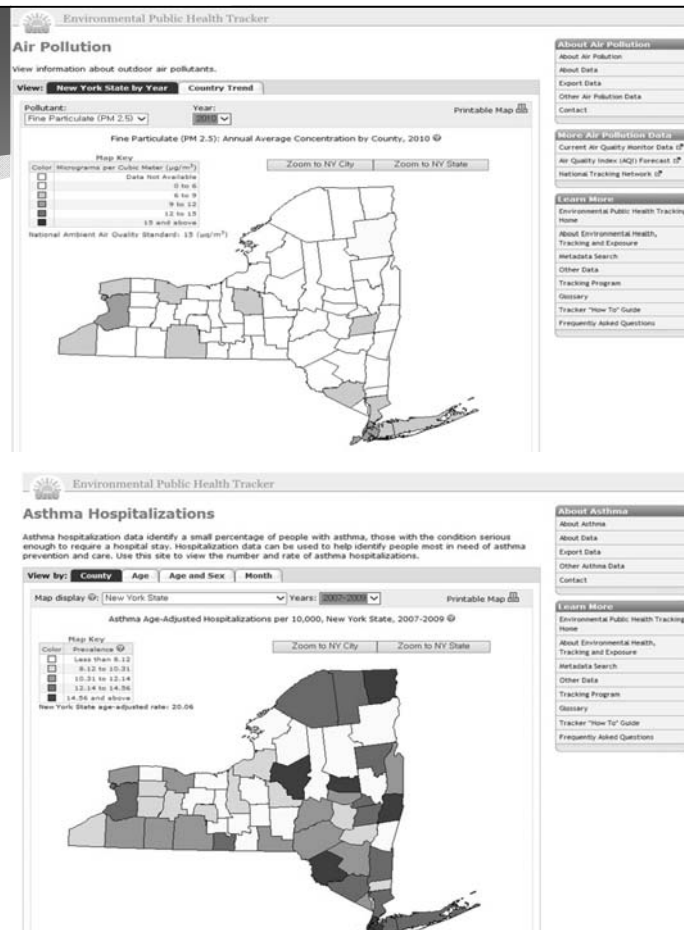 Environmental Public Health Tracker
Air Pollution
View information about outdoor air pollutants.
View: New York State by Year Country Trend
Pollutant: Year:
Fine Particulate (PM 2.5) 2010 Printable Map
Fine Particulate (PM 2.5): Annual Average Concentration by County, 2010
Map Key
Color Micrograms per Cubic Meter (µg/m³)
Data Not Available
0 to 6
6 to 9
9 to 12
12 to 15
15 and above
National Ambient Air Quality Standard: 15 (µg/m³)
Zoom to NY City Zoom to NY State
About Air Pollution
About Air Pollution
About Data
Export Data
Other Air Pollution Data
Contact
More Air Pollution Data
Current Air Quality Monitor Data
Air Quality Index (AQI) Forecast
National Tracking Network
Learn More
Environmental Public Health Tracking
Home
About Environmental Health,
Tracking and Exposure
Metadata Search
Other Data
Tracking Program
Glossary
Tracker "How To" Guide
Frequently Asked Questions
Environmental Public Health Tracker
Asthma Hospitalizations
Asthma hospitalization data identify a small percentage of people with asthma, those with the condition serious
enough to require a hospital stay. Hospitalization data can be used to help identify people most in need of asthma
prevention and care. Use this site to view the number and rate of asthma hospitalizations.
View by: County Age Age and Sex Month
Map display: New York State Years: 2007-2009 Printable Map
Asthma Age-Adjusted Hospitalizations per 10,000, New York State, 2007-2009
Map Key
Color Prevalence
Less than 8.12
8.12 to 10.31
10.31 to 12.14
12.14 to 14.56
14.56 and above
New York State age-adjusted rate: 20.06
Zoom to NY City Zoom to NY State
About Asthma
About Asthma
About Data
Export Data
Other Asthma Data
Contact
Learn More
Environmental Public Health Tracking
Home
About Environmental Health,
Tracking and Exposure
Metadata Search
Other Data
Tracking Program
Glossary
Tracker "How To" Guide
Frequently Asked Questions